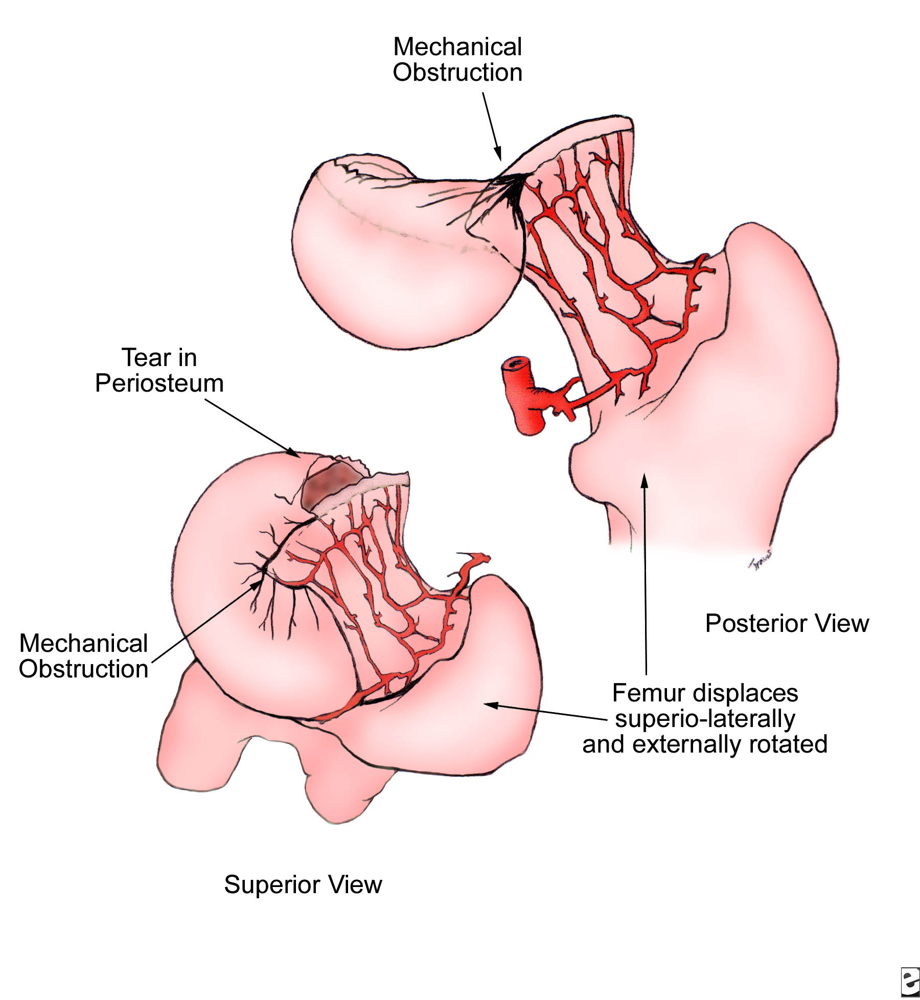 Mechanical
Obstruction
Tear in
Periosteum
Mechanical
Obstruction
Posterior View
Femur displaces
superio-laterally
and externally rotated
Superior View
e